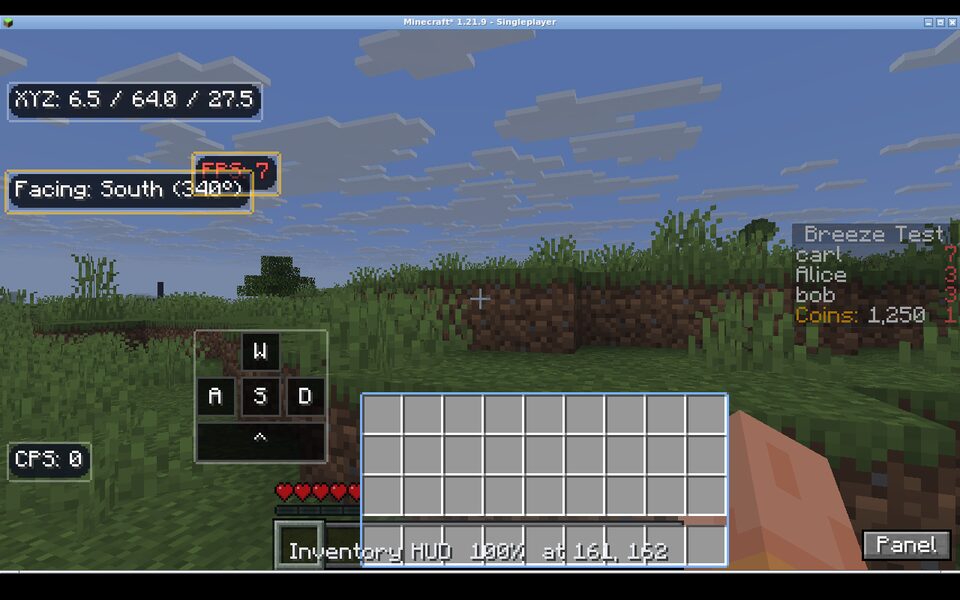 Minecraft* 1.21.9 - Singleplayer
XYZ: 6.5 / 64.0 / 27.5
FPS: 7
Facing: South (340°)
Breeze Test
carl 7
Alice 3
bob 3
Coins: 1,250 1
W
A S D
^
CPS: 0
Inventory HUD 100% at 161, 162
Panel